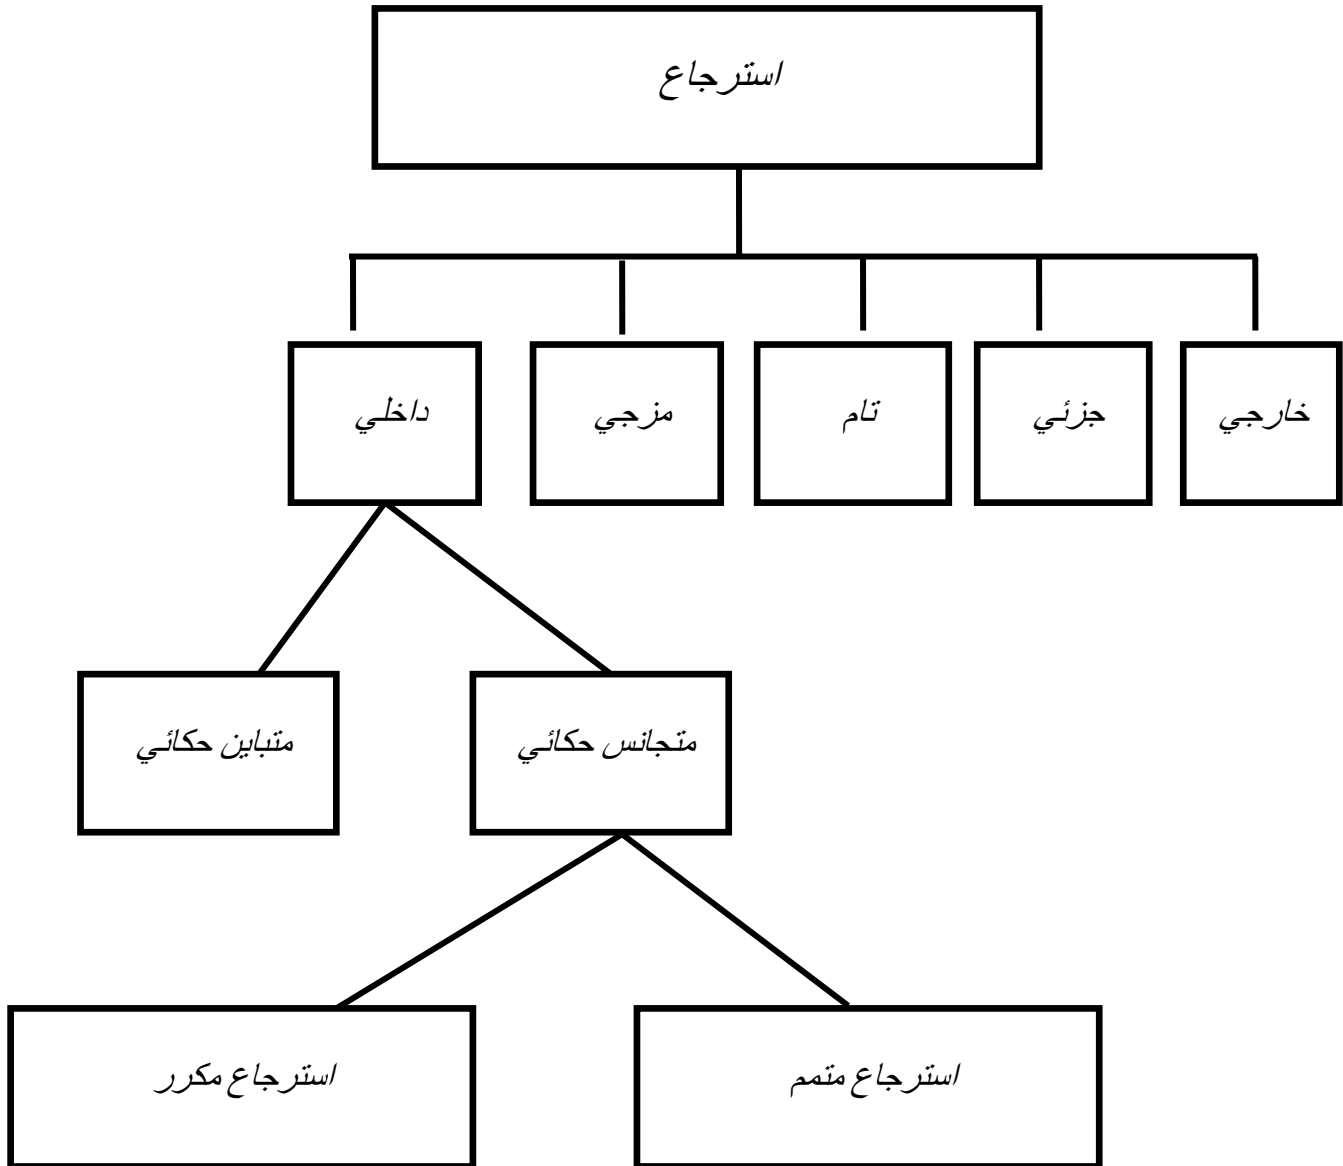 استرجاع
خارجي
جزئي
تام
مزجي
داخلي
متجانس حكائي
متباين حكائي
استرجاع متمم
استرجاع مكرر